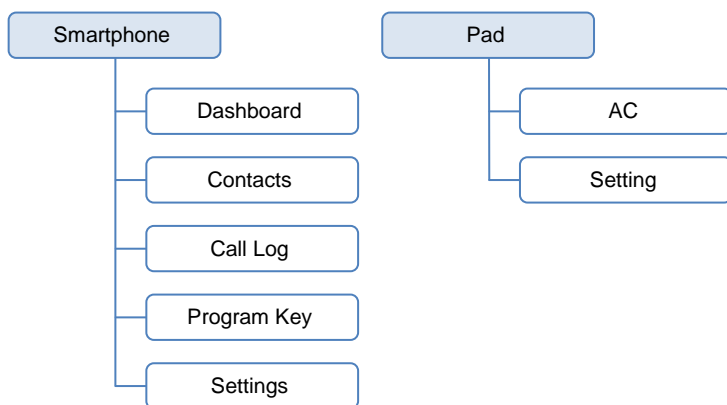 Smartphone
Dashboard
Contacts
Call Log
Program Key
Settings
Pad
AC
Setting